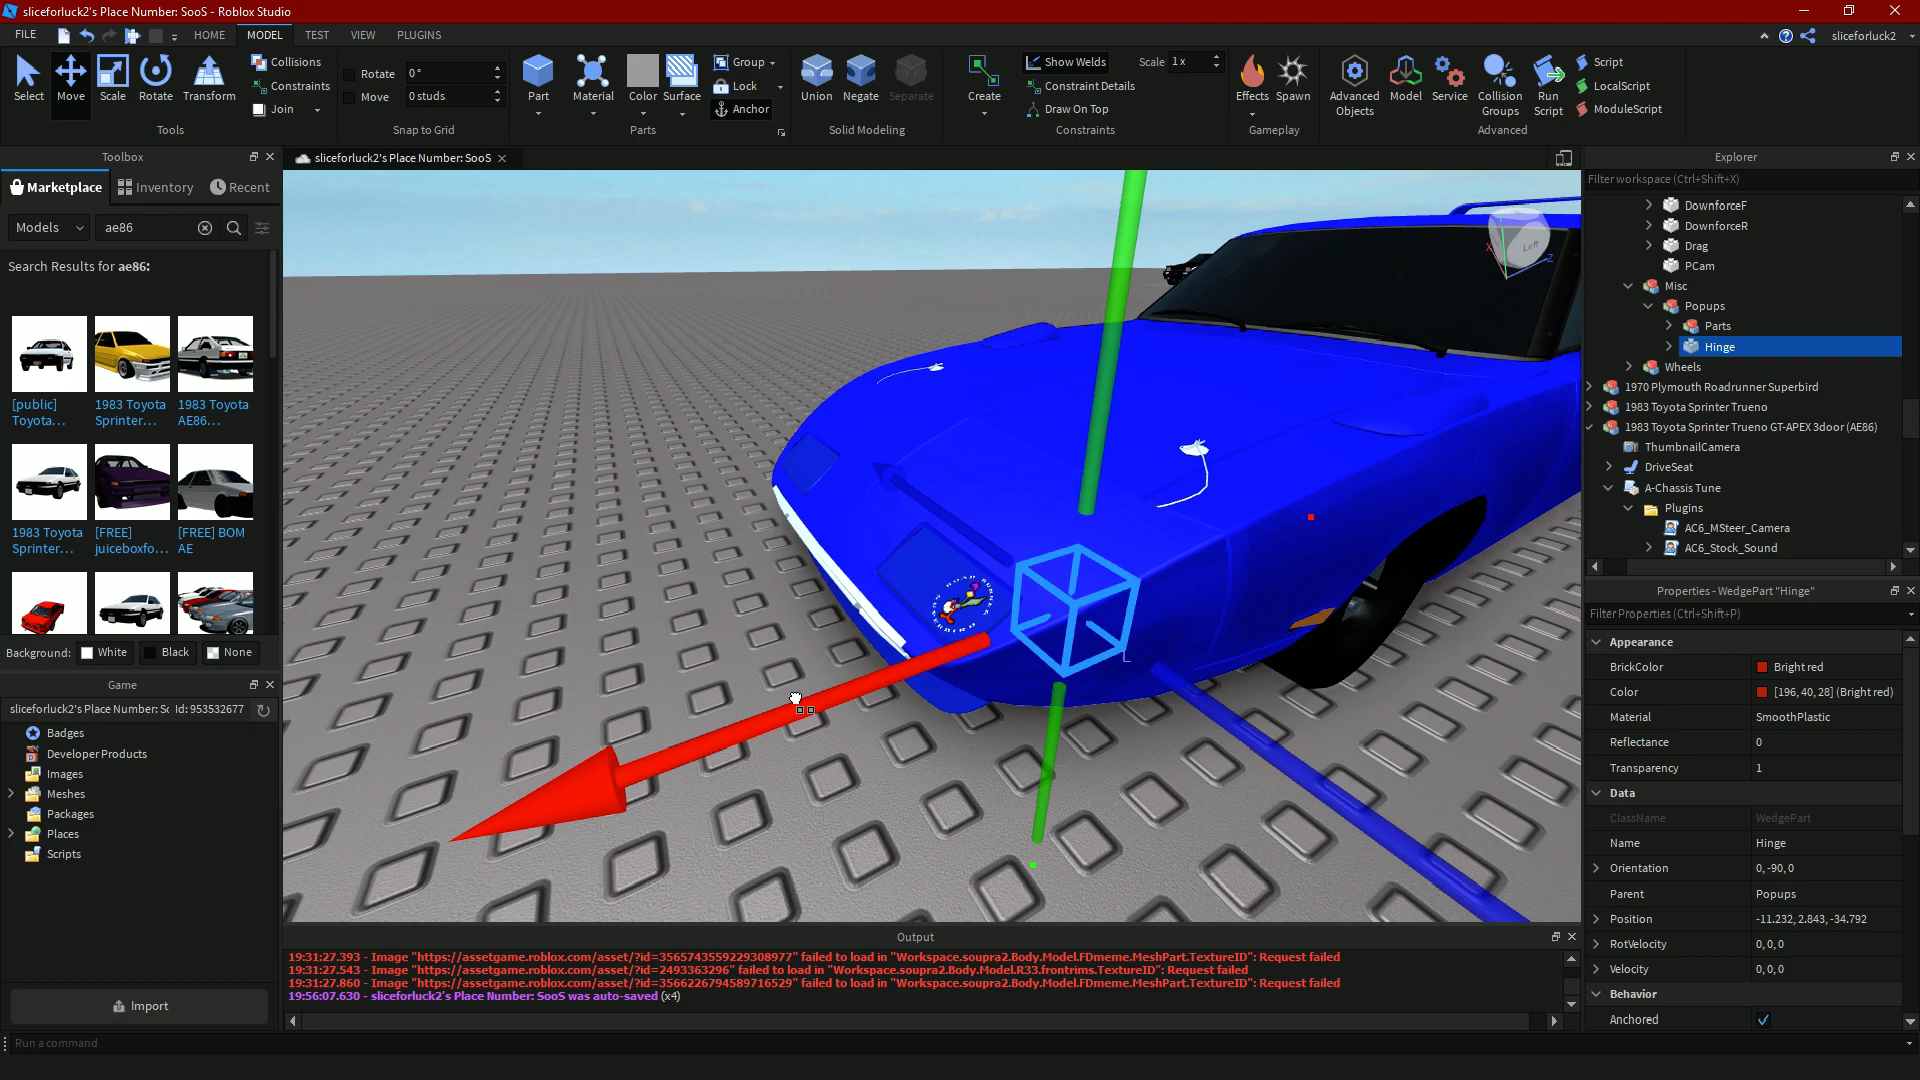 sliceforluck2's Place Number: SooS - Roblox Studio
FILE
HOME
MODEL
TEST
VIEW
PLUGINS
sliceforluck2
Select
Move
Scale
Rotate
Transform
Collisions
Constraints
Join
Tools
Rotate
0 °
Move
0 studs
Snap to Grid
Part
Material
Color
Surface
Group
Lock
Anchor
Parts
Union
Negate
Separate
Solid Modeling
Create
Show Welds
Scale
1 x
Constraint Details
Draw On Top
Constraints
Effects
Spawn
Gameplay
Advanced
Objects
Model
Service
Collision
Groups
Run
Script
Script
LocalScript
ModuleScript
Advanced
Toolbox
Marketplace
Inventory
Recent
Models
ae86
Search Results for ae86:
[public]
Toyota...
1983 Toyota
Sprinter...
1983 Toyota
AE86...
1983 Toyota
Sprinter...
[FREE]
juiceboxfo...
[FREE] BOM
AE
Background:
White
Black
None
Game
sliceforluck2's Place Number: Sc
Id: 953532677
Badges
Developer Products
Images
Meshes
Packages
Places
Scripts
Import
sliceforluck2's Place Number: SooS
Left
X
Z
ROAD RUNNER
SUPERBIRD
L
Output
19:31:27.393 - Image "https://assetgame.roblox.com/asset/?id=3565743559229308977" failed to load in "Workspace.soupra2.Body.Model.FDmeme.MeshPart.TextureID": Request failed
19:31:27.543 - Image "https://assetgame.roblox.com/asset/?id=2493363296" failed to load in "Workspace.soupra2.Body.Model.R33.frontrims.TextureID": Request failed
19:31:27.860 - Image "https://assetgame.roblox.com/asset/?id=3566226794589716529" failed to load in "Workspace.soupra2.Body.Model.FDmeme.MeshPart.TextureID": Request failed
19:56:07.630 - sliceforluck2's Place Number: SooS was auto-saved (x4)
Run a command
Explorer
Filter workspace (Ctrl+Shift+X)
DownforceF
DownforceR
Drag
PCam
Misc
Popups
Parts
Hinge
Wheels
1970 Plymouth Roadrunner Superbird
1983 Toyota Sprinter Trueno
1983 Toyota Sprinter Trueno GT-APEX 3door (AE86)
ThumbnailCamera
DriveSeat
A-Chassis Tune
Plugins
AC6_MSteer_Camera
AC6_Stock_Sound
Properties - WedgePart "Hinge"
Filter Properties (Ctrl+Shift+P)
Appearance
BrickColor
Bright red
Color
[196, 40, 28] (Bright red)
Material
SmoothPlastic
Reflectance
0
Transparency
1
Data
ClassName
WedgePart
Name
Hinge
Orientation
0, -90, 0
Parent
Popups
Position
-11.232, 2.843, -34.792
RotVelocity
0, 0, 0
Velocity
0, 0, 0
Behavior
Anchored